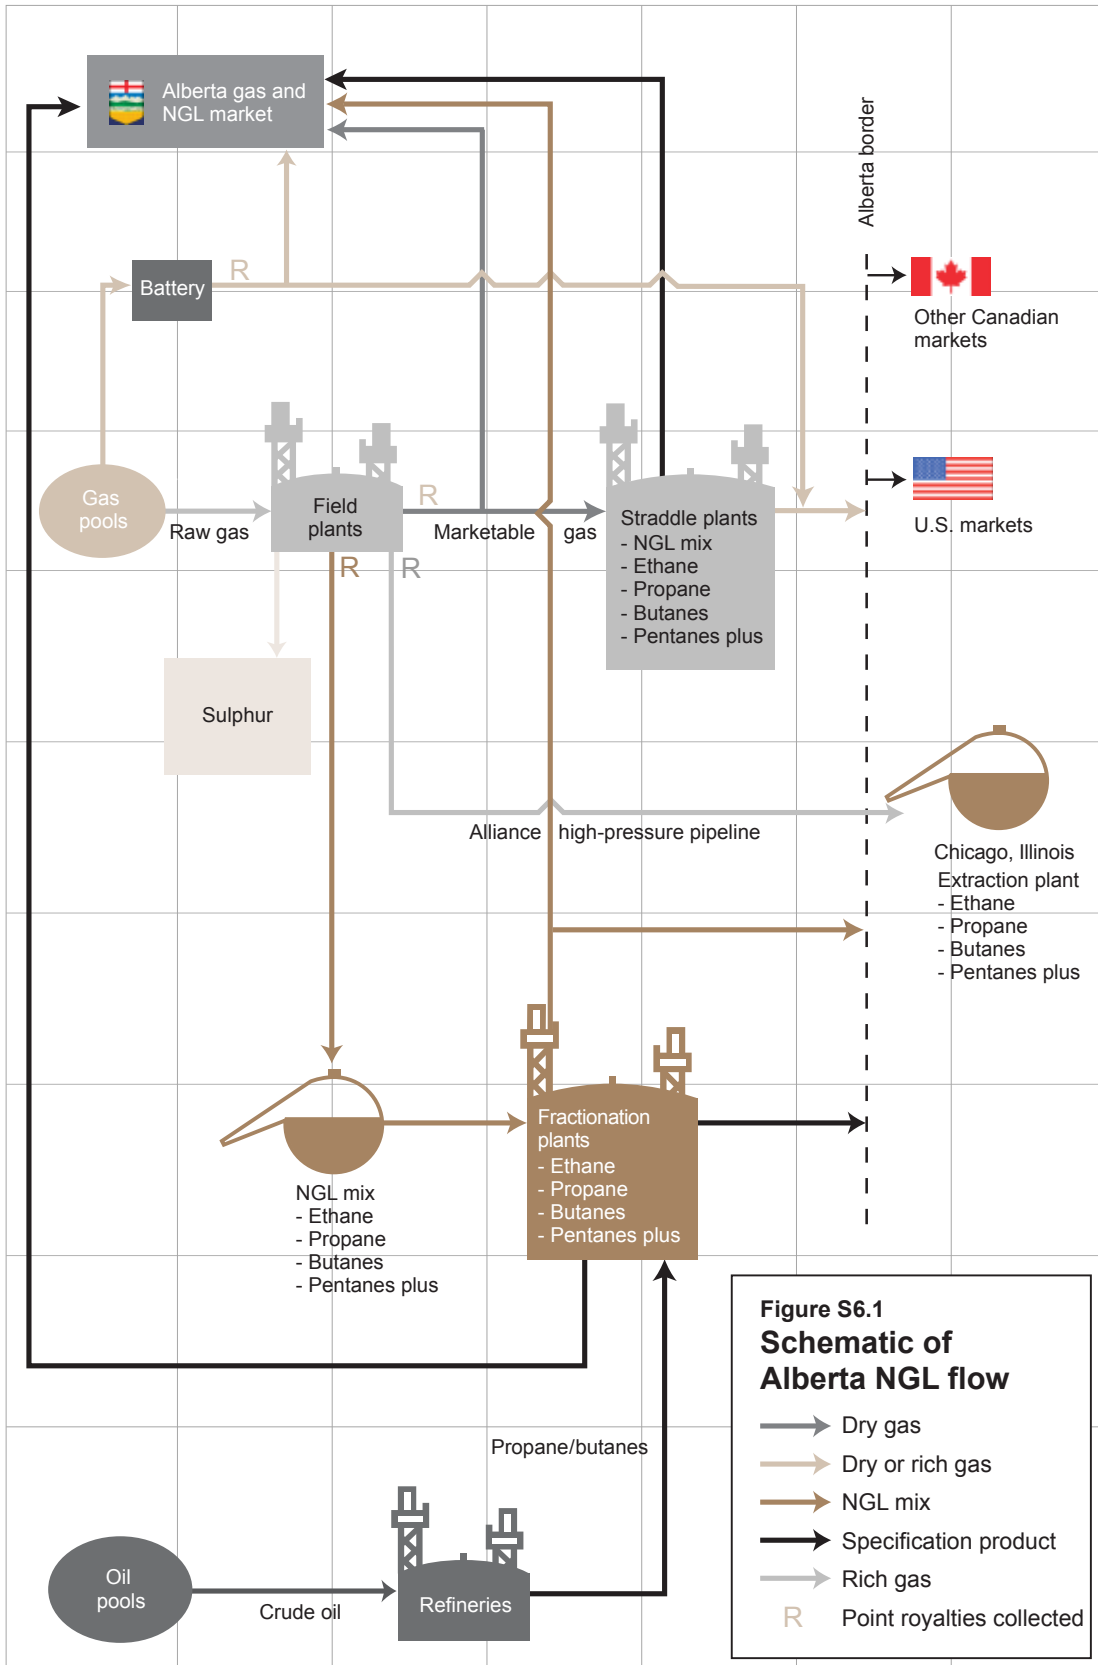 Alberta gas and
NGL market
Alberta border
R
Battery
Other Canadian
markets
Gas
pools
Raw gas
Field
plants
R
Marketable gas
R
R
Straddle plants
- NGL mix
- Ethane
- Propane
- Butanes
- Pentanes plus
U.S. markets
Sulphur
Alliance high-pressure pipeline
Chicago, Illinois
Extraction plant
- Ethane
- Propane
- Butanes
- Pentanes plus
NGL mix
- Ethane
- Propane
- Butanes
- Pentanes plus
Fractionation
plants
- Ethane
- Propane
- Butanes
- Pentanes plus
Propane/butanes
Oil
pools
Crude oil
Refineries
Figure S6.1
Schematic of
Alberta NGL flow
Dry gas
Dry or rich gas
NGL mix
Specification product
Rich gas
R Point royalties collected